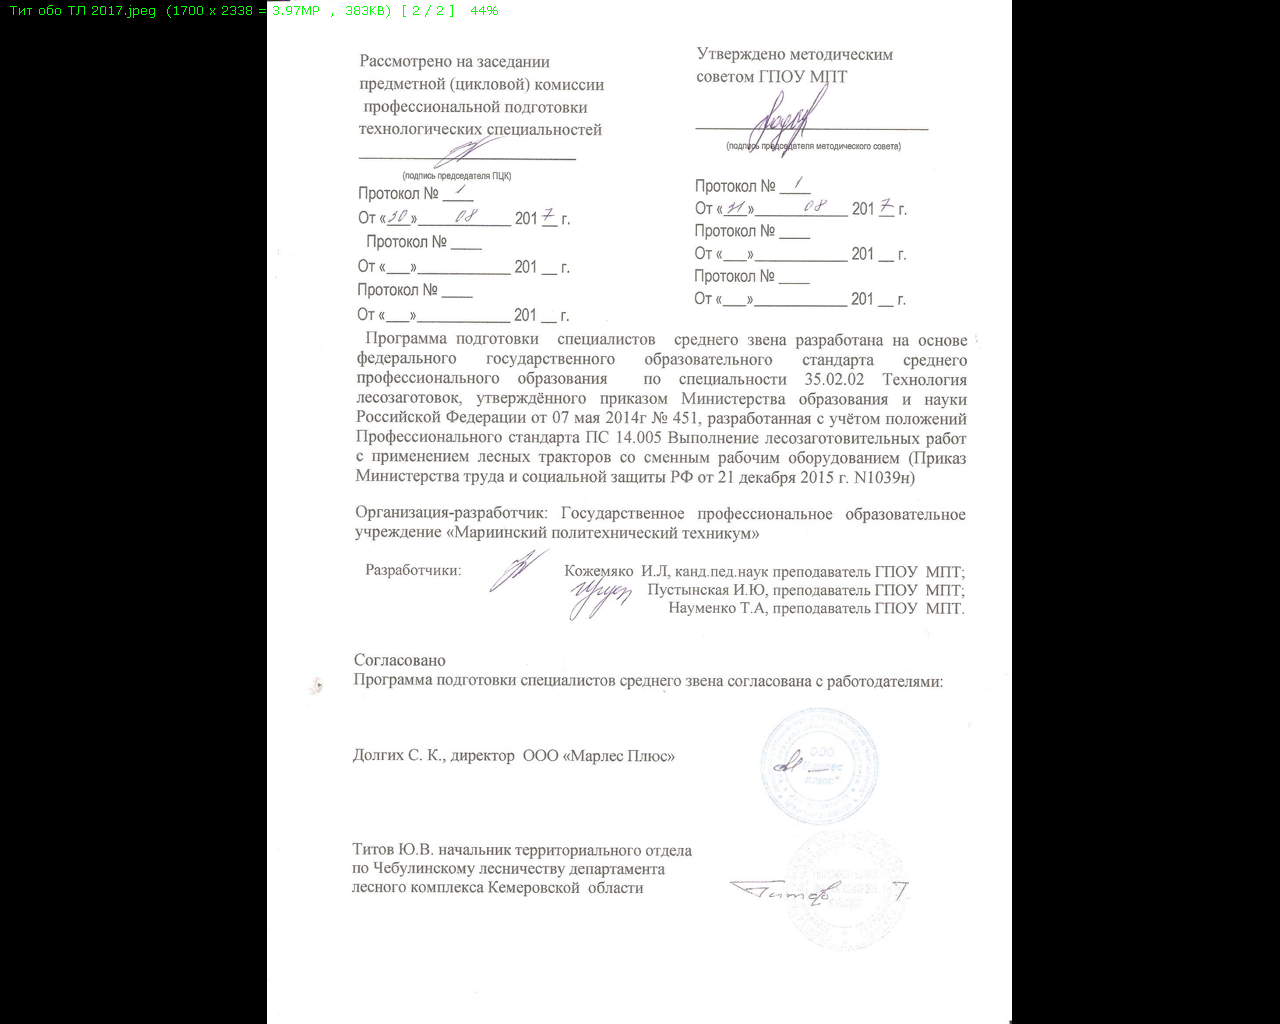 Тит обо ТЛ 2017.jpeg (1700 x 2338 = 3.97MP , 383KB) [ 2 / 2 ] 44%
Рассмотрено на заседании
предметной (цикловой) комиссии
профессиональной подготовки
технологических специальностей
(подпись председателя ПЦК)
Протокол № 1
От «30» 08 2017 г.
Протокол № ____
От «___»____________ 201 __ г.
Протокол № ____
От «___»____________ 201 __ г.
Утверждено методическим
советом ГПОУ МПТ
(подпись председателя методического совета)
Протокол № 1
От «31» 08 2017 г.
Протокол № ____
От «___»____________ 201 __ г.
Протокол № ____
От «___»____________ 201 __ г.
Программа подготовки специалистов среднего звена разработана на основе
федерального государственного образовательного стандарта среднего
профессионального образования по специальности 35.02.02 Технология
лесозаготовок, утверждённого приказом Министерства образования и науки
Российской Федерации от 07 мая 2014г № 451, разработанная с учётом положений
Профессионального стандарта ПС 14.005 Выполнение лесозаготовительных работ
с применением лесных тракторов со сменным рабочим оборудованием (Приказ
Министерства труда и социальной защиты РФ от 21 декабря 2015 г. N1039н)
Организация-разработчик: Государственное профессиональное образовательное
учреждение «Мариинский политехнический техникум»
Разработчики: Кожемяко И.Л, канд.пед.наук преподаватель ГПОУ МПТ;
Пустынская И.Ю, преподаватель ГПОУ МПТ;
Науменко Т.А, преподаватель ГПОУ МПТ.
Согласовано
Программа подготовки специалистов среднего звена согласована с работодателями:
Долгих С. К., директор ООО «Марлес Плюс»
ООО
Титов Ю.В. начальник территориального отдела
по Чебулинскому лесничеству департамента
лесного комплекса Кемеровской области